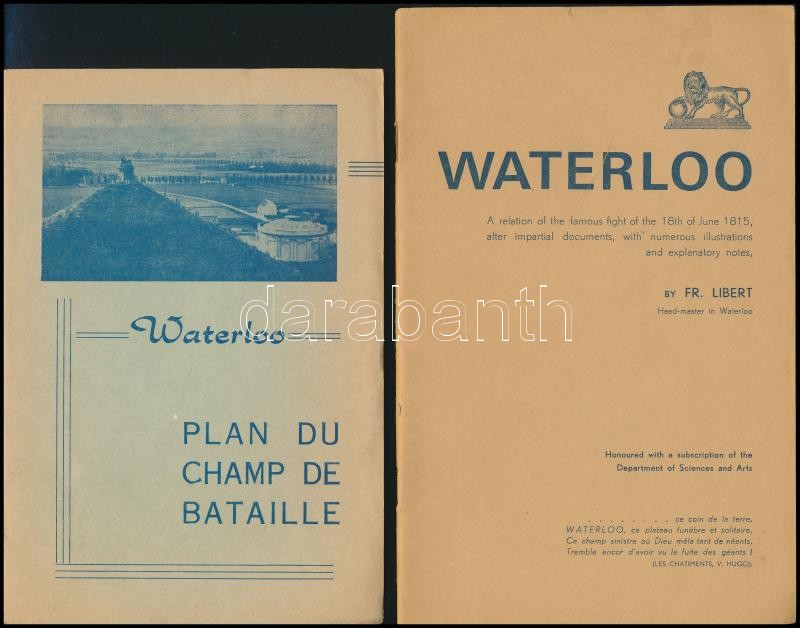 Waterloo
PLAN DU
CHAMP DE
BATAILLE
WATERLOO
A relation of the famous fight of the 18th of June 1815,
after impartial documents, with numerous illustrations
and explanatory notes,
BY FR. LIBERT
Head-master in Waterloo
Honoured with a subscription of the
Department of Sciences and Arts
. . . . . . . . ce coin de la terre,
WATERLOO, ce plateau funèbre et solitaire,
Ce champ sinistre où Dieu mêla tant de néants,
Tremble encor d'avoir vu la fuite des géants !
(LES CHATIMENTS, V. HUGO).
darabanth